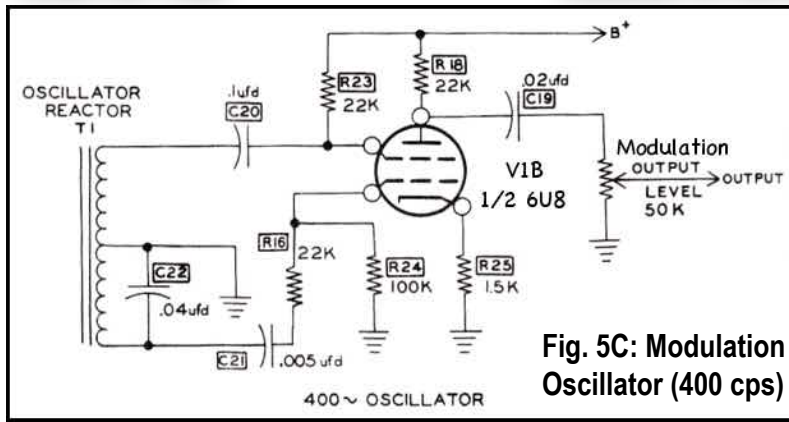 B+
R23
22K
R18
22K
.02ufd
C19
OSCILLATOR
REACTOR
T1
.1ufd
C20
Modulation
OUTPUT
LEVEL
50K
OUTPUT
V1B
1/2 6U8
R16
22K
R24
100K
R25
1.5K
C22
.04ufd
C21
.005 ufd
400~ OSCILLATOR
Fig. 5C: Modulation
Oscillator (400 cps)